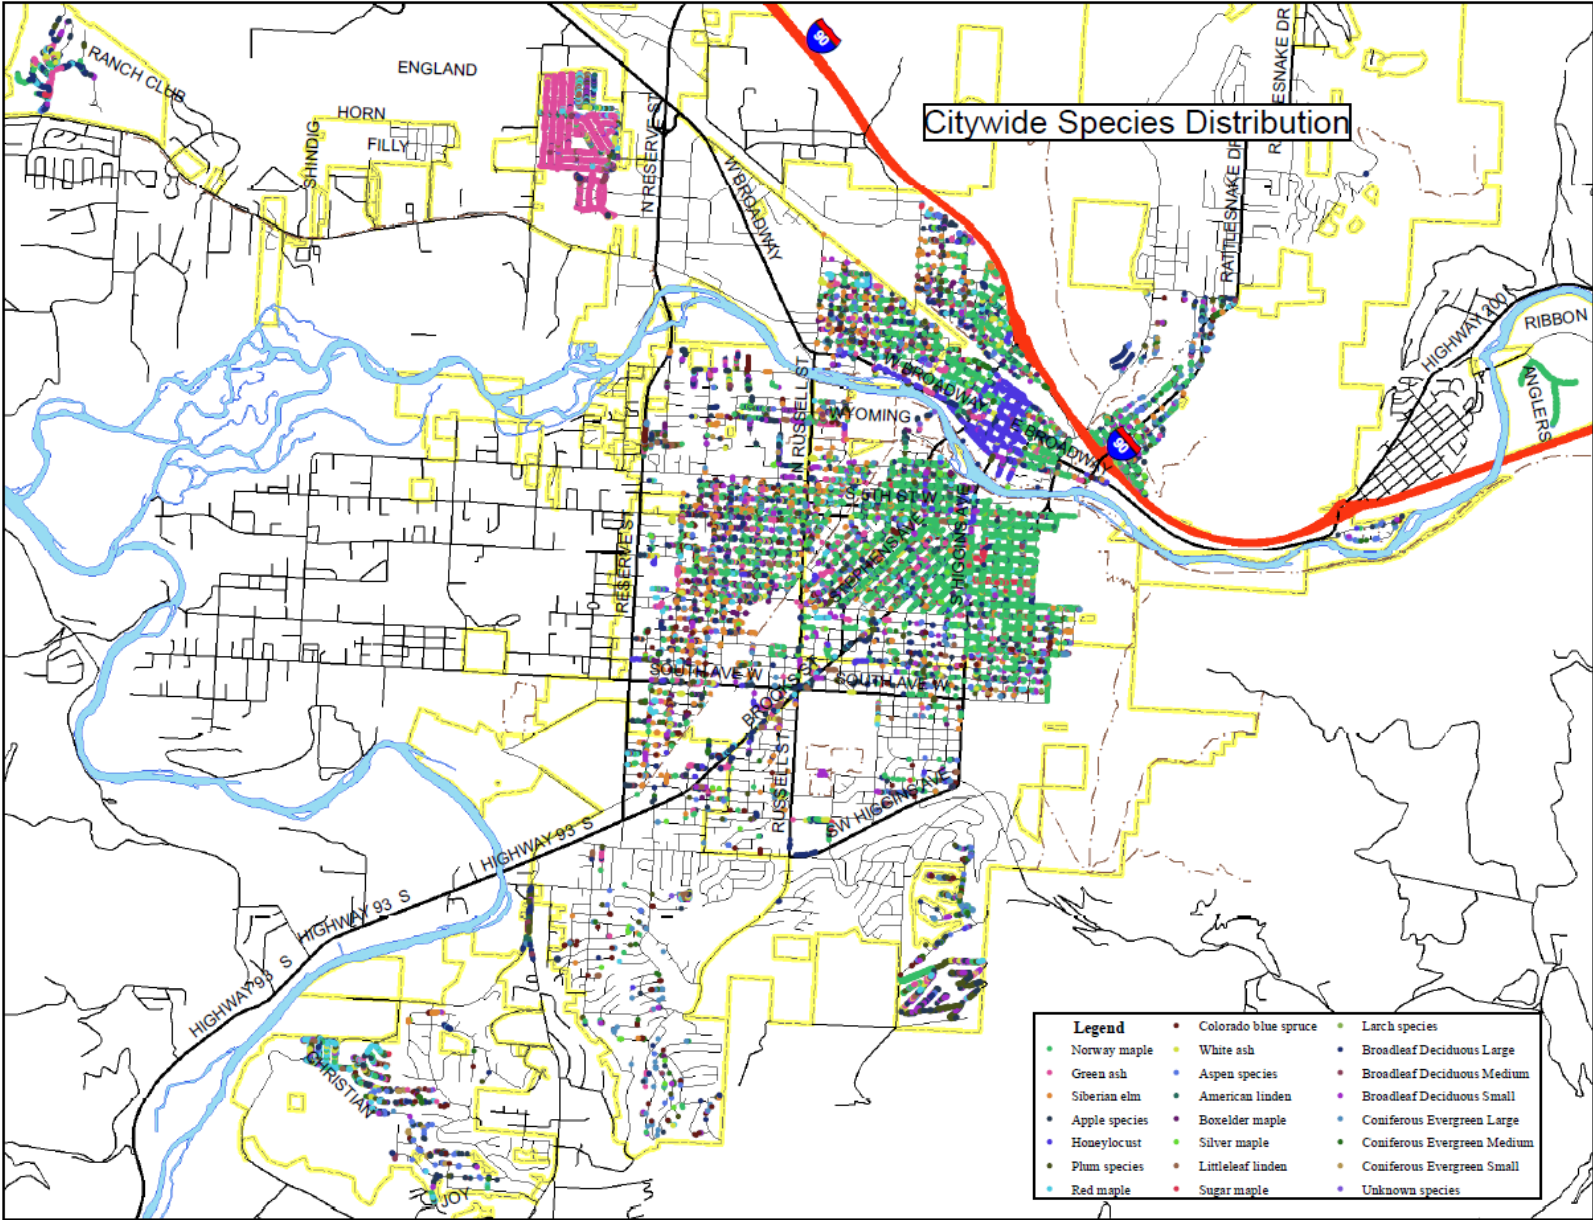 90
RANCH CLUB
ENGLAND
HORN
FILLY
SHINDIG
N RESERVE ST
W BROADWAY
Citywide Species Distribution
ESNAKE DR
RATTLESNAKE DR
HIGHWAY 200
RIBBON
ANGLERS
W BROADWAY
WYOMING
E BROADWAY
N RUSSELL ST
S 5TH ST W
STEPHENS AVE
S HIGGINS AVE
RESERVE ST
SOUTH AVE W
SOUTH AVE W
BROOKS S
RUSSELL ST
SW HIGGINS AVE
HIGHWAY 93 S
HIGHWAY 93 S
HIGHWAY 93 S
CHRISTIAN
JOY
Legend
Norway maple
Green ash
Siberian elm
Apple species
Honeylocust
Plum species
Red maple
Colorado blue spruce
White ash
Aspen species
American linden
Boxelder maple
Silver maple
Littleleaf linden
Sugar maple
Larch species
Broadleaf Deciduous Large
Broadleaf Deciduous Medium
Broadleaf Deciduous Small
Coniferous Evergreen Large
Coniferous Evergreen Medium
Coniferous Evergreen Small
Unknown species